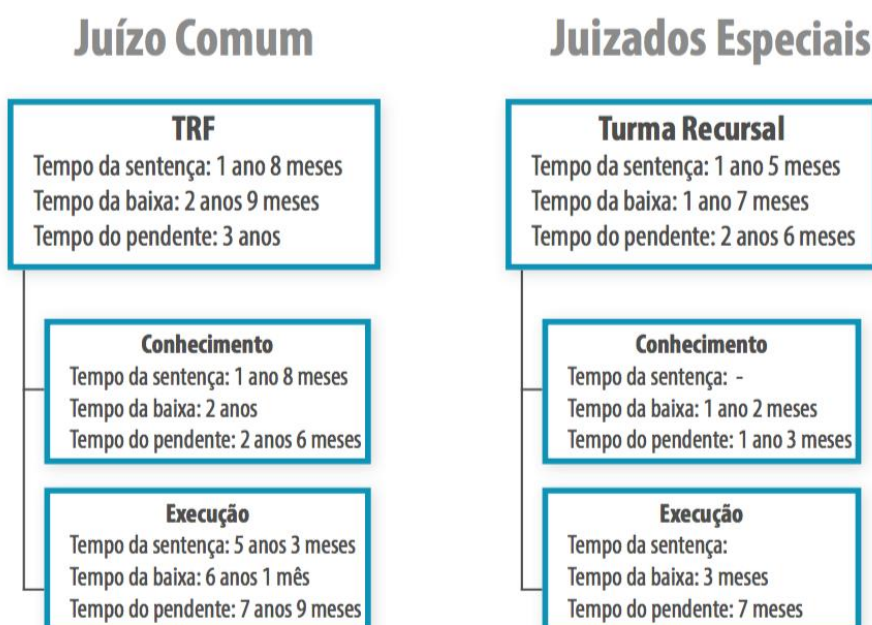 Juízo Comum
TRF
Tempo da sentença: 1 ano 8 meses
Tempo da baixa: 2 anos 9 meses
Tempo do pendente: 3 anos
Conhecimento
Tempo da sentença: 1 ano 8 meses
Tempo da baixa: 2 anos
Tempo do pendente: 2 anos 6 meses
Execução
Tempo da sentença: 5 anos 3 meses
Tempo da baixa: 6 anos 1 mês
Tempo do pendente: 7 anos 9 meses
Juizados Especiais
Turma Recursal
Tempo da sentença: 1 ano 5 meses
Tempo da baixa: 1 ano 7 meses
Tempo do pendente: 2 anos 6 meses
Conhecimento
Tempo da sentença: -
Tempo da baixa: 1 ano 2 meses
Tempo do pendente: 1 ano 3 meses
Execução
Tempo da sentença:
Tempo da baixa: 3 meses
Tempo do pendente: 7 meses